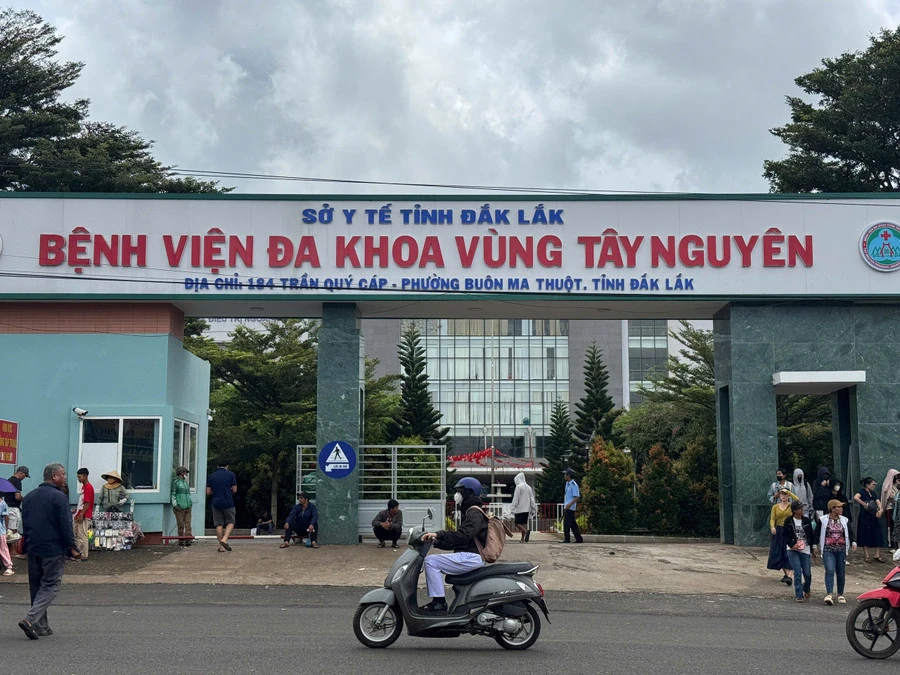 SỞ Y TẾ TỈNH ĐẮK LẮK
BỆNH VIỆN ĐA KHOA VÙNG TÂY NGUYÊN
ĐỊA CHỈ: 184 TRẦN QUÝ CÁP - PHƯỜNG BUÔN MA THUỘT. TỈNH ĐẮK LẮK